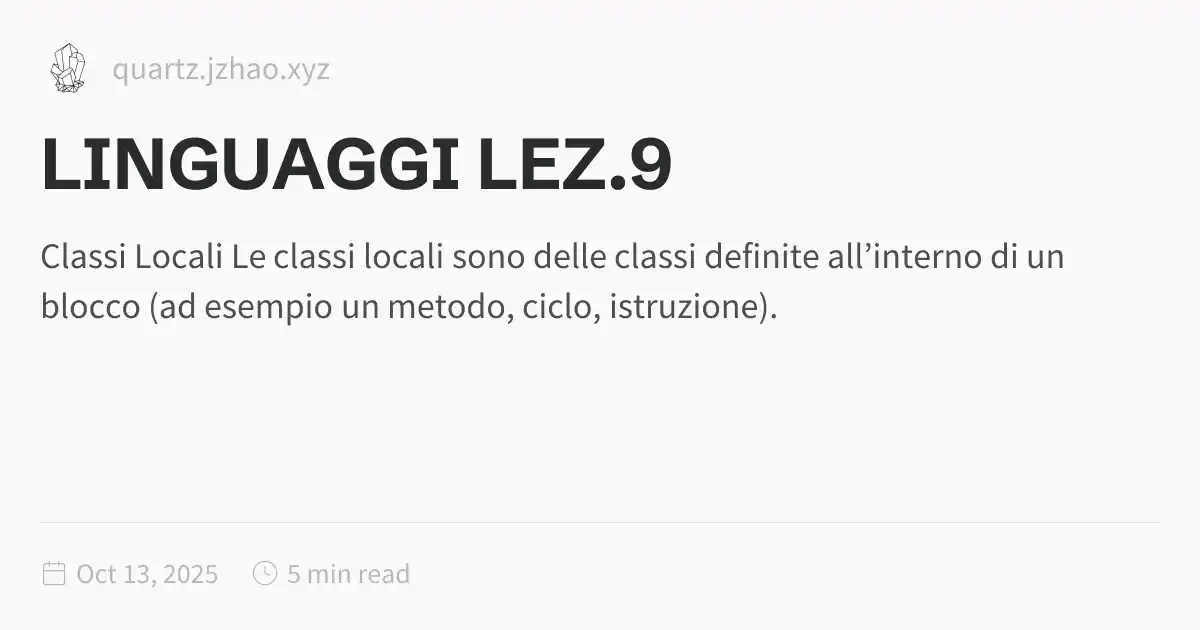 quartz.jzhao.xyz
LINGUAGGI LEZ.9
Classi Locali Le classi locali sono delle classi definite all’interno di un
blocco (ad esempio un metodo, ciclo, istruzione).
Oct 13, 2025 5 min read